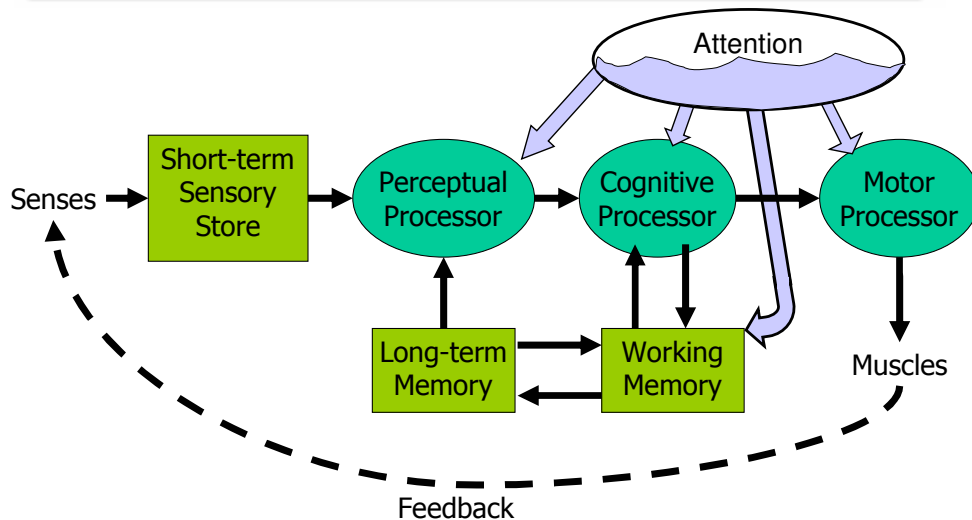 Attention
Short-term
Sensory
Store
Senses
Perceptual
Processor
Cognitive
Processor
Motor
Processor
Long-term
Memory
Working
Memory
Muscles
Feedback